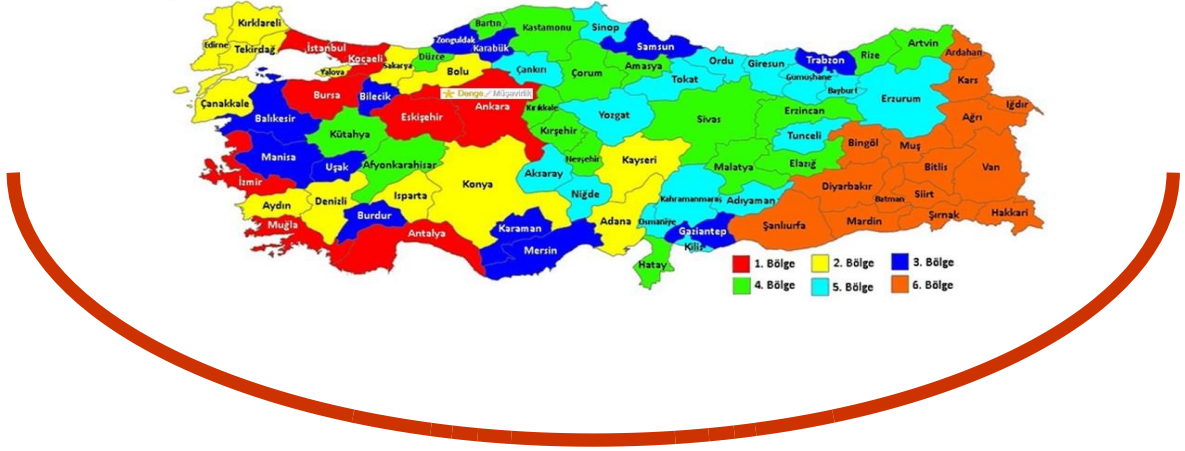 Kırklareli
Edirne
Tekirdağ
İstanbul
Kocaeli
Yalova
Sakarya
Düzce
Bolu
Zonguldak
Bartın
Karabük
Kastamonu
Sinop
Samsun
Çankırı
Çorum
Amasya
Tokat
Ordu
Giresun
Trabzon
Gümüşhane
Bayburt
Rize
Artvin
Ardahan
Kars
Iğdır
Ağrı
Erzurum
Çanakkale
Balıkesir
Bursa
Bilecik
Denge / Müşavirlik
Eskişehir
Ankara
Kırıkkale
Kırşehir
Yozgat
Sivas
Erzincan
Tunceli
Bingöl
Muş
Bitlis
Van
Kütahya
Manisa
Uşak
Afyonkarahisar
İzmir
Aydın
Denizli
Isparta
Burdur
Muğla
Antalya
Konya
Aksaray
Nevşehir
Niğde
Kayseri
Malatya
Elazığ
Diyarbakır
Batman
Siirt
Şırnak
Hakkari
Mardin
Şanlıurfa
Adıyaman
Kahramanmaraş
Adana
Osmaniye
Gaziantep
Kilis
Hatay
Karaman
Mersin
1. Bölge
2. Bölge
3. Bölge
4. Bölge
5. Bölge
6. Bölge